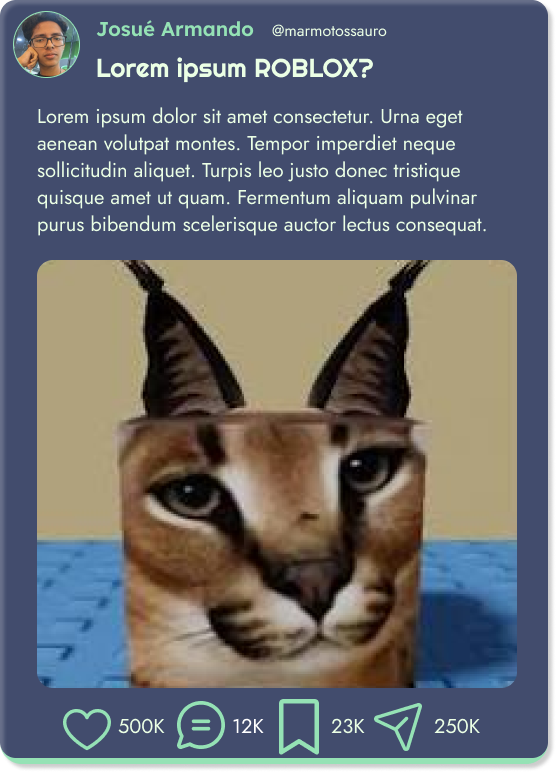 Josué Armando @marmotossauro
Lorem ipsum ROBLOX?
Lorem ipsum dolor sit amet consectetur. Urna eget
aenean volutpat montes. Tempor imperdiet neque
sollicitudin aliquet. Turpis leo justo donec tristique
quisque amet ut quam. Fermentum aliquam pulvinar
purus bibendum scelerisque auctor lectus consequat.
500K 12K 23K 250K